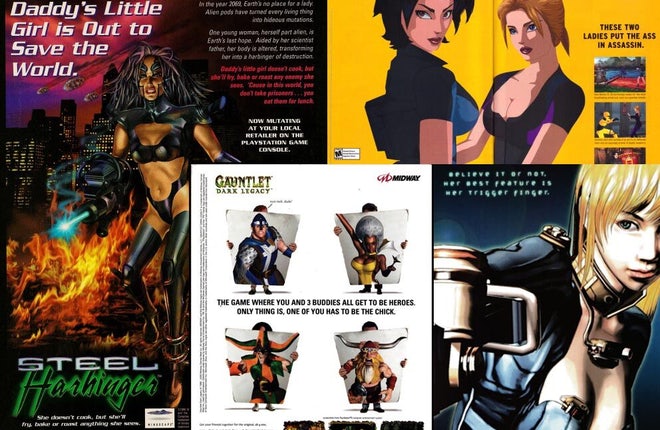 Daddy's Little
Girl is Out to
Save the
World.
In the year 2069, Earth's no place for a lady.
Alien pods have turned every living thing
into hideous mutations.
One young woman, herself part alien, is
Earth's last hope. Aided by her scientist
father, her body is altered, transforming
her into a harbinger of destruction.
Daddy's little girl doesn't cook, but
she'll fry, bake or roast any enemy she
sees. 'Cause in this world, you
don't take prisoners . . . you
eat them for lunch.
NOW MUTATING
AT YOUR LOCAL
RETAILER ON THE
PLAYSTATION GAME
CONSOLE.
STEEL
Harbinger
She doesn't cook, but she'll
fry, bake or roast anything she sees.
MINDSCAPE
THESE TWO
LADIES PUT THE ASS
IN ASSASSIN.
GAUNTLET
DARK LEGACY
MIDWAY
THE GAME WHERE YOU AND 3 BUDDIES ALL GET TO BE HEROES.
ONLY THING IS, ONE OF YOU HAS TO BE THE CHICK.
BELIEVE IT OR NOT,
HER BEST FEATURE IS
HER TRIGGER FINGER.